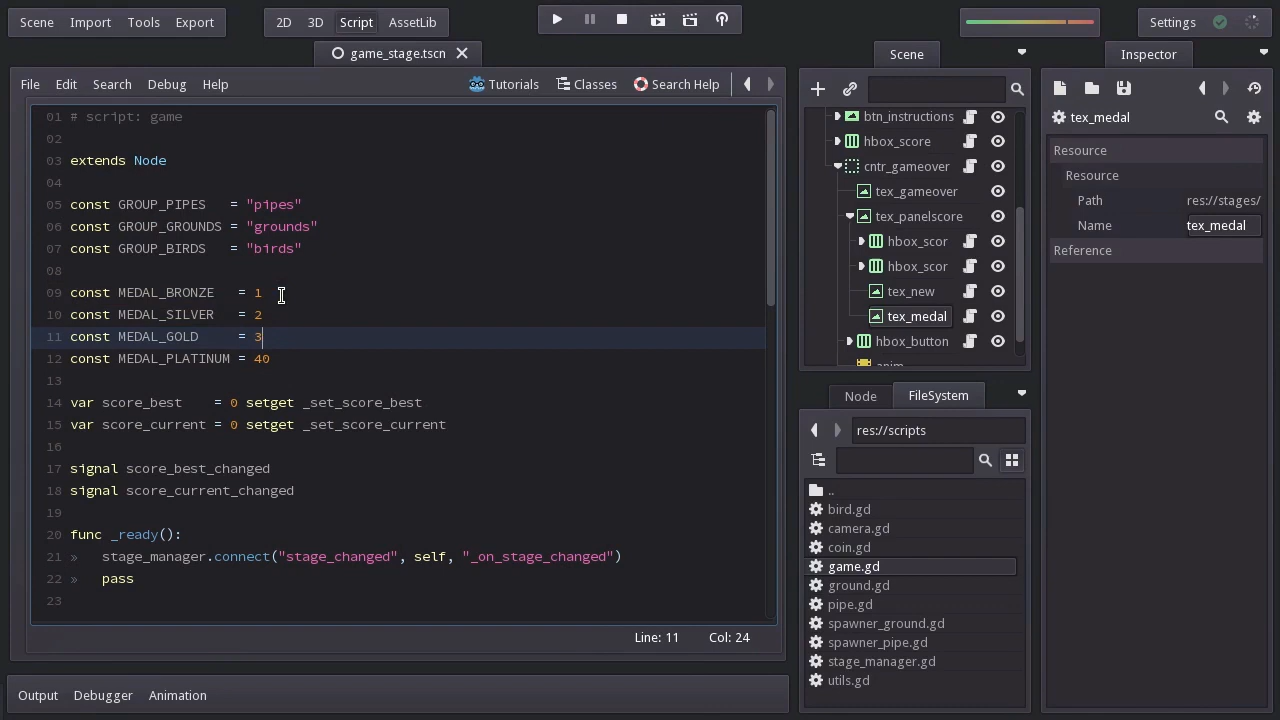 Scene Import Tools Export 2D 3D Script AssetLib Settings
game_stage.tscn Scene Inspector
File Edit Search Debug Help Tutorials Classes Search Help
01 # script: game
02
03 extends Node
04
05 const GROUP_PIPES = "pipes"
06 const GROUP_GROUNDS = "grounds"
07 const GROUP_BIRDS = "birds"
08
09 const MEDAL_BRONZE = 1
10 const MEDAL_SILVER = 2
11 const MEDAL_GOLD = 3
12 const MEDAL_PLATINUM = 40
13
14 var score_best = 0 setget _set_score_best
15 var score_current = 0 setget _set_score_current
16
17 signal score_best_changed
18 signal score_current_changed
19
20 func _ready():
21 » stage_manager.connect("stage_changed", self, "_on_stage_changed")
22 » pass
23
Line: 11 Col: 24
Output Debugger Animation
btn_instructions
hbox_score
cntr_gameover
tex_gameover
tex_panelscore
hbox_scor
hbox_scor
tex_new
tex_medal
hbox_button
anim
Node FileSystem
res://scripts
..
bird.gd
camera.gd
coin.gd
game.gd
ground.gd
pipe.gd
spawner_ground.gd
spawner_pipe.gd
stage_manager.gd
utils.gd
tex_medal
Resource
Resource
Path res://stages/
Name tex_medal
Reference